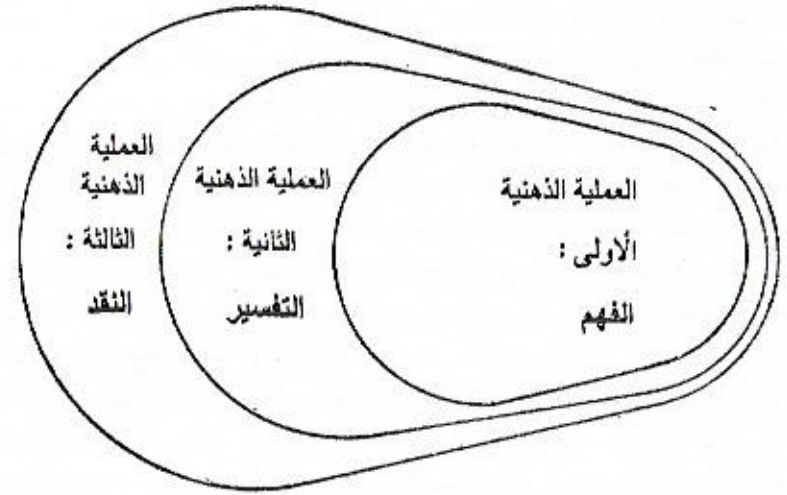 العملية الذهنية
الأولى :
الفهم
العملية الذهنية
الثانية :
التفسير
العملية
الذهنية
الثالثة :
النقد